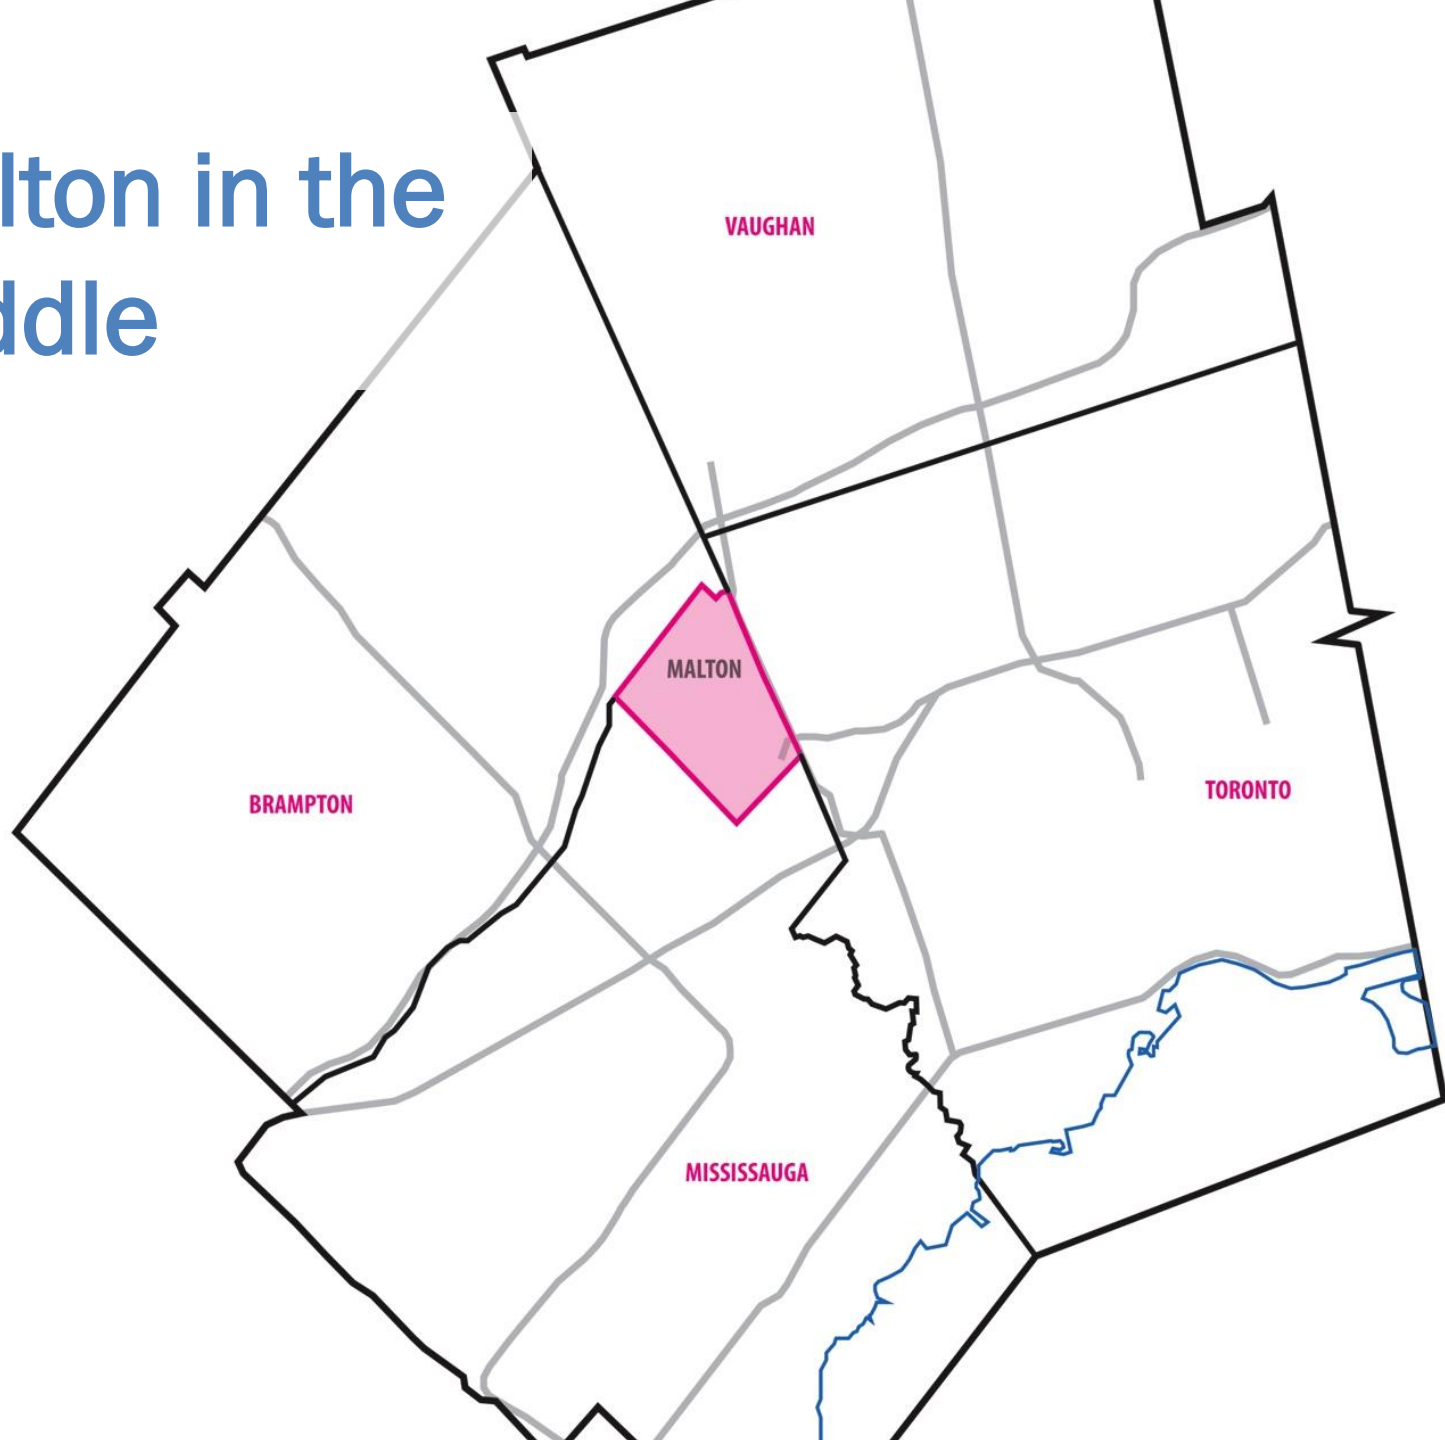 lton in the
ddle
VAUGHAN
MALTON
TORONTO
BRAMPTON
MISSISSAUGA